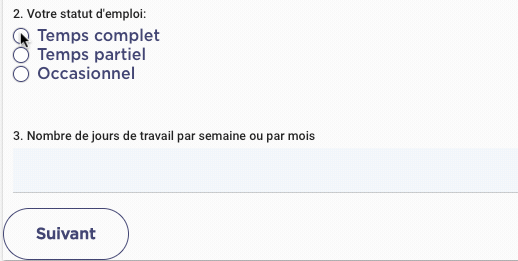 2. Votre statut d'emploi:
Temps complet
Temps partiel
Occasionnel
3. Nombre de jours de travail par semaine ou par mois
Suivant